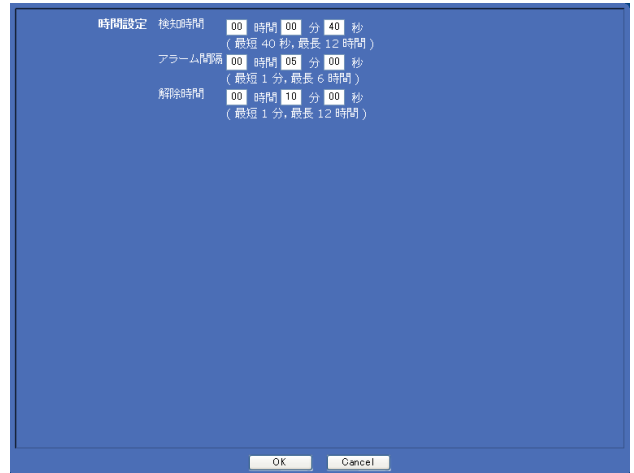 時間設定 検知時間 00 時間 00 分 40 秒
( 最短 40 秒, 最長 12 時間 )
アラーム間隔 00 時間 05 分 00 秒
( 最短 1 分, 最長 6 時間 )
解除時間 00 時間 10 分 00 秒
( 最短 1 分, 最長 12 時間 )
OK Cancel